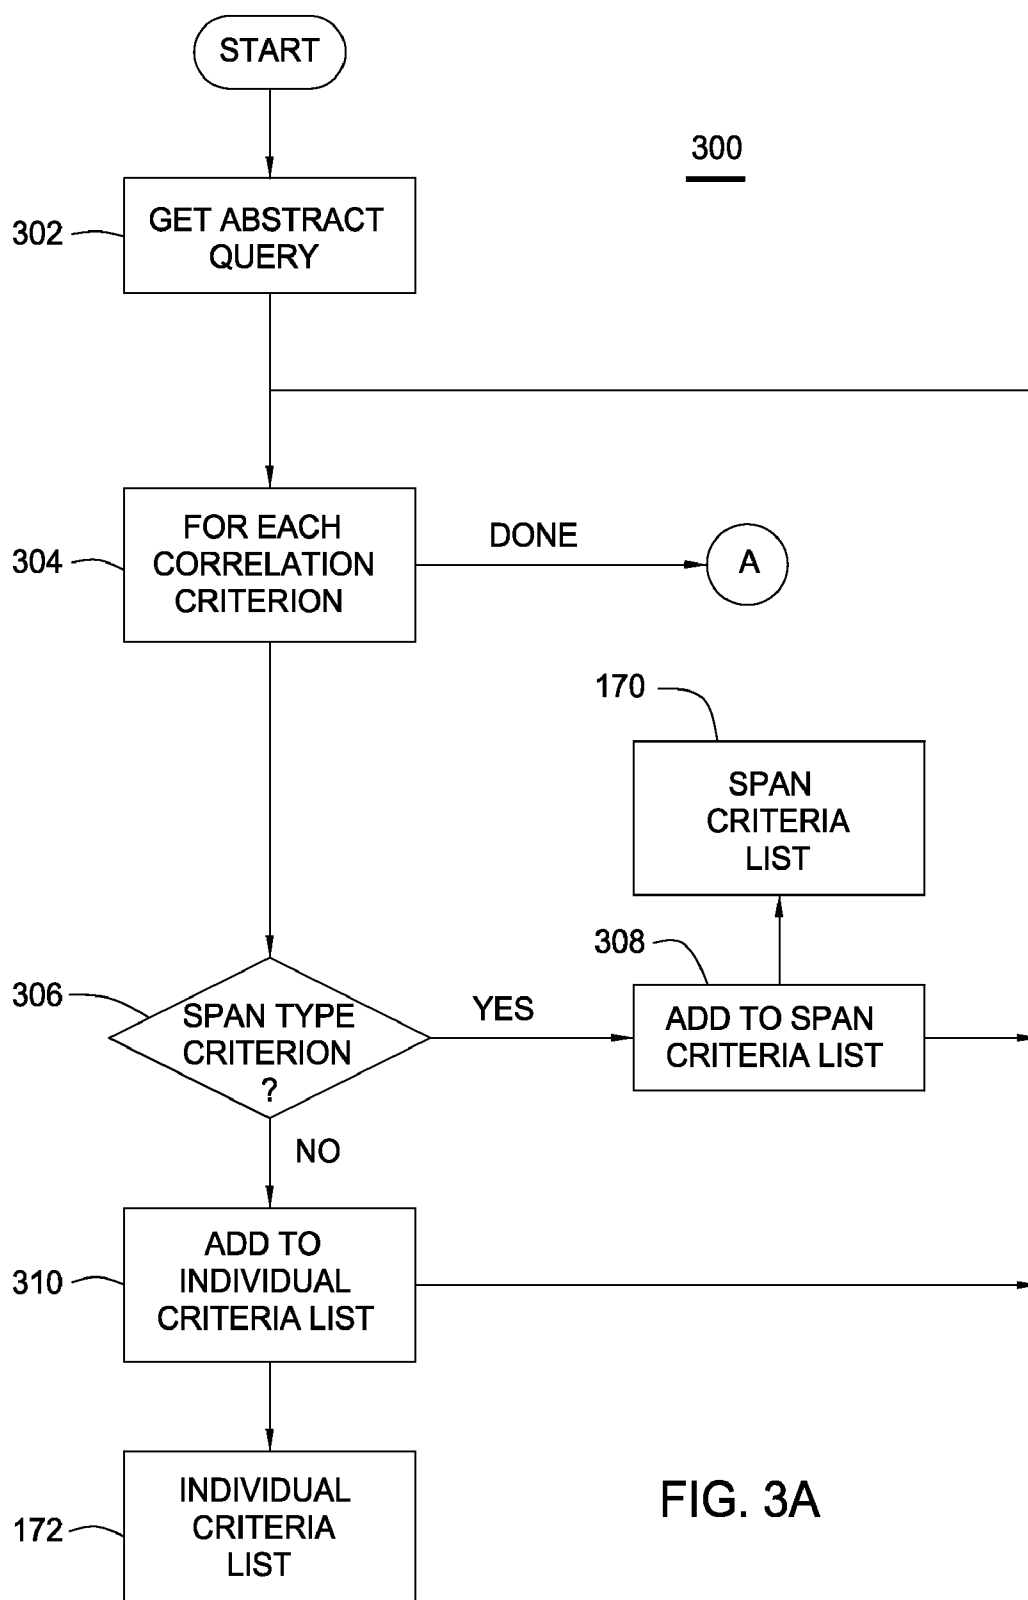 START
300
302
GET ABSTRACT
QUERY
304
FOR EACH
CORRELATION
CRITERION
DONE
A
170
SPAN
CRITERIA
LIST
306
SPAN TYPE
CRITERION
?
YES
308
ADD TO SPAN
CRITERIA LIST
NO
310
ADD TO
INDIVIDUAL
CRITERIA LIST
172
INDIVIDUAL
CRITERIA
LIST
FIG. 3A